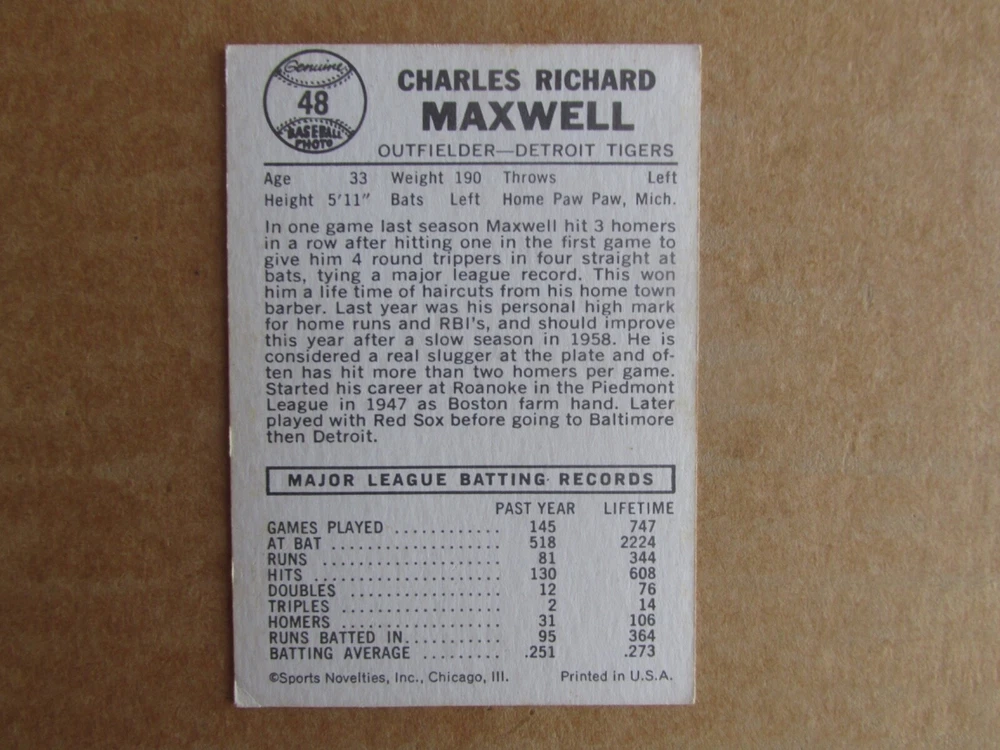 Genuine
48
BASEBALL
PHOTO
CHARLES RICHARD
MAXWELL
OUTFIELDER—DETROIT TIGERS
Age 33 Weight 190 Throws Left
Height 5'11" Bats Left Home Paw Paw, Mich.
In one game last season Maxwell hit 3 homers
in a row after hitting one in the first game to
give him 4 round trippers in four straight at
bats, tying a major league record. This won
him a life time of haircuts from his home town
barber. Last year was his personal high mark
for home runs and RBI's, and should improve
this year after a slow season in 1958. He is
considered a real slugger at the plate and of-
ten has hit more than two homers per game.
Started his career at Roanoke in the Piedmont
League in 1947 as Boston farm hand. Later
played with Red Sox before going to Baltimore
then Detroit.
MAJOR LEAGUE BATTING RECORDS
PAST YEAR LIFETIME
GAMES PLAYED ............ 145 747
AT BAT ................... 518 2224
RUNS .................... 81 344
HITS ..................... 130 608
DOUBLES ................. 12 76
TRIPLES .................. 2 14
HOMERS ................... 31 106
RUNS BATTED IN........... 95 364
BATTING AVERAGE ......... .251 .273
©Sports Novelties, Inc., Chicago, Ill. Printed in U.S.A.